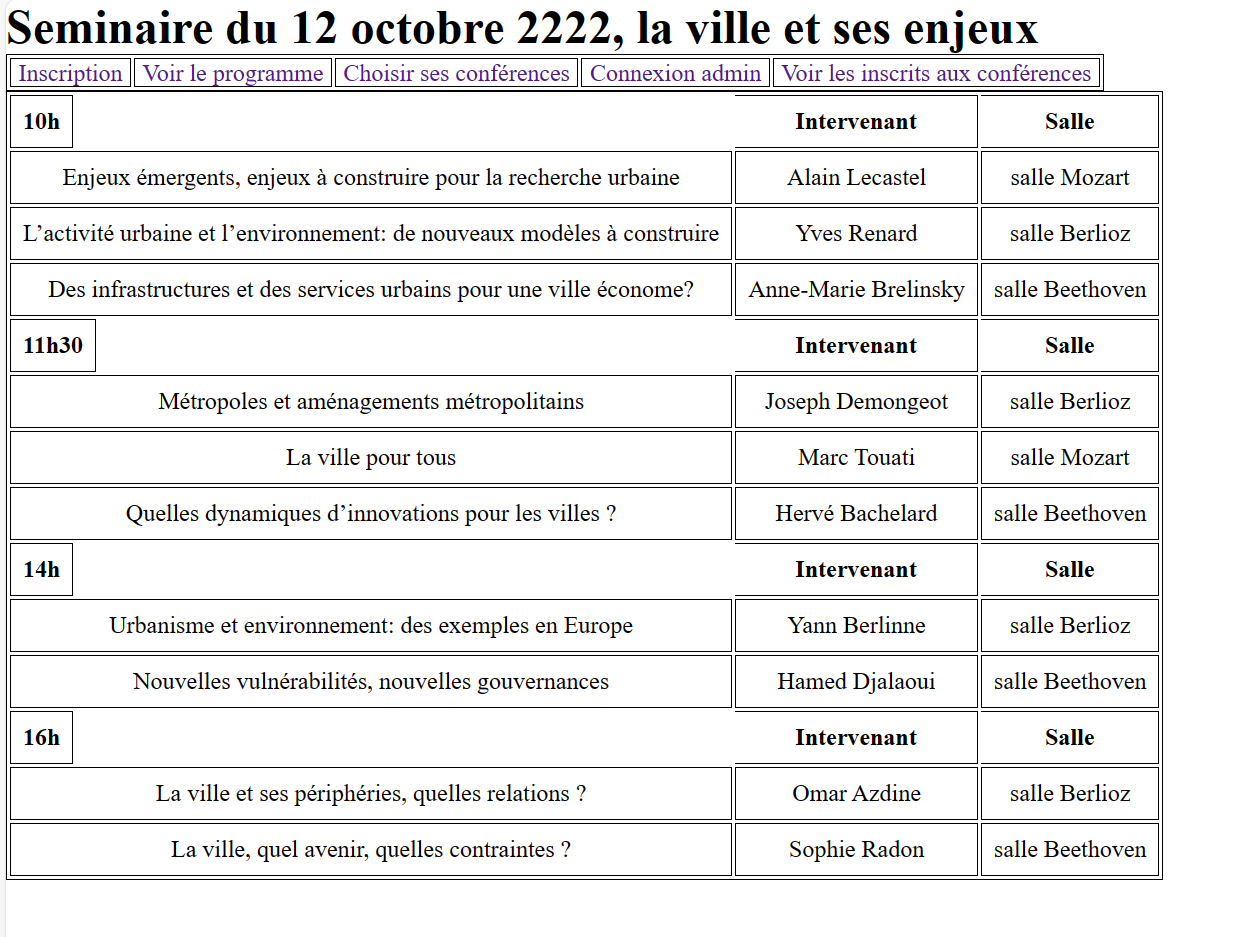 Seminaire du 12 octobre 2222, la ville et ses enjeux
Inscription Voir le programme Choisir ses conférences Connexion admin Voir les inscrits aux conférences
10h Intervenant Salle
Enjeux émergents, enjeux à construire pour la recherche urbaine Alain Lecastel salle Mozart
L’activité urbaine et l’environnement: de nouveaux modèles à construire Yves Renard salle Berlioz
Des infrastructures et des services urbains pour une ville économe? Anne-Marie Brelinsky salle Beethoven
11h30 Intervenant Salle
Métropoles et aménagements métropolitains Joseph Demongeot salle Berlioz
La ville pour tous Marc Touati salle Mozart
Quelles dynamiques d’innovations pour les villes ? Hervé Bachelard salle Beethoven
14h Intervenant Salle
Urbanisme et environnement: des exemples en Europe Yann Berlinne salle Berlioz
Nouvelles vulnérabilités, nouvelles gouvernances Hamed Djalaoui salle Beethoven
16h Intervenant Salle
La ville et ses périphéries, quelles relations ? Omar Azdine salle Berlioz
La ville, quel avenir, quelles contraintes ? Sophie Radon salle Beethoven